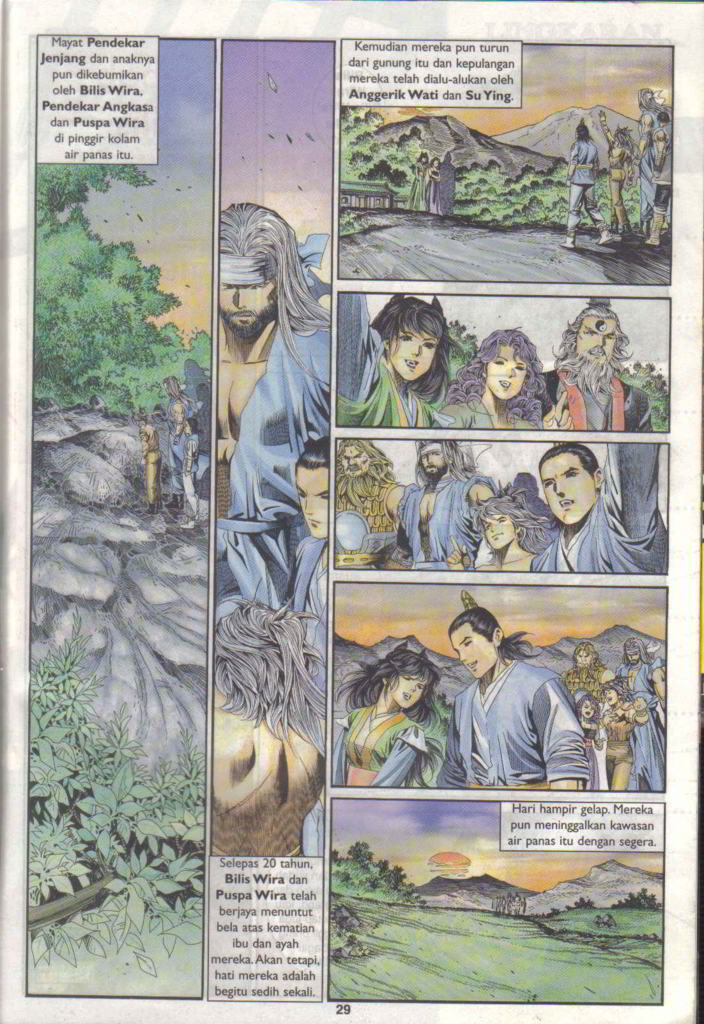 Mayat Pendekar
Jenjang dan anaknya
pun dikebumikan
oleh Bilis Wira,
Pendekar Angkasa
dan Puspa Wira
di pinggir kolam
air panas itu.
Selepas 20 tahun,
Bilis Wira dan
Puspa Wira telah
berjaya menuntut
bela atas kematian
ibu dan ayah
mereka. Akan tetapi,
hati mereka adalah
begitu sedih sekali.
Kemudian mereka pun turun
dari gunung itu dan kepulangan
mereka telah dialu-alukan oleh
Anggerik Wati dan Su Ying.
Hari hampir gelap. Mereka
pun meninggalkan kawasan
air panas itu dengan segera.
29